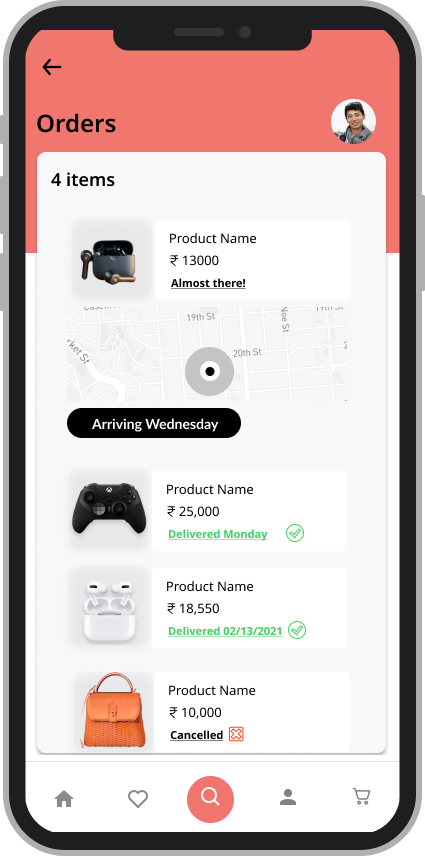 Orders
4 items
Product Name
₹ 13000
Almost there!
19th St
19th St
Noe St
20th St
rket St
Arriving Wednesday
Product Name
₹ 25,000
Delivered Monday
Product Name
₹ 18,550
Delivered 02/13/2021
Product Name
₹ 10,000
Cancelled